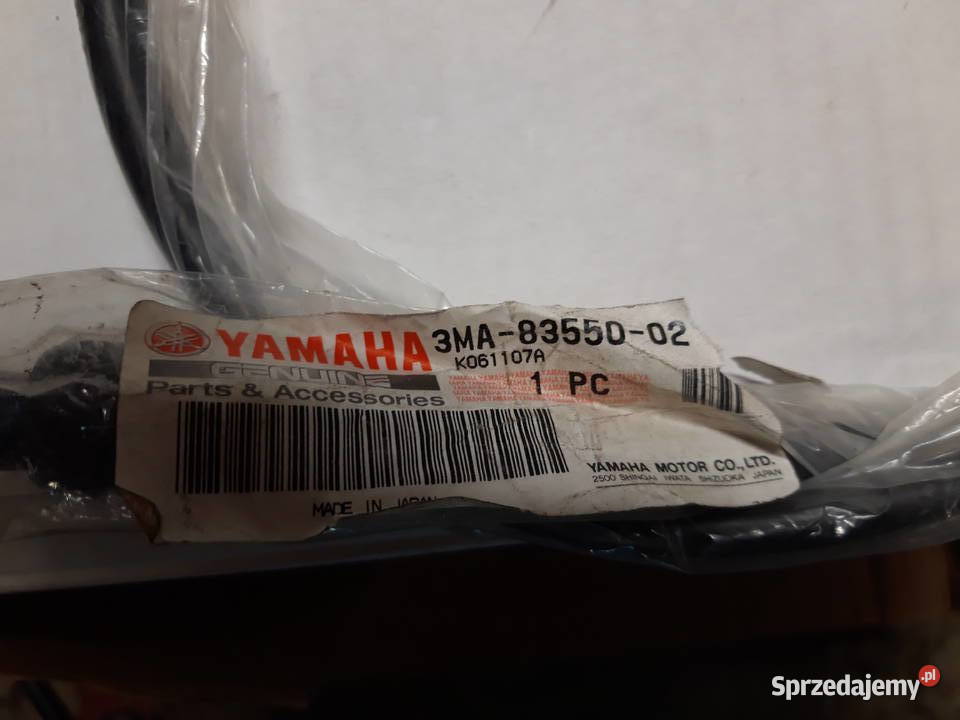 YAMAHA 3MA-83550-02
GENUINE K061107A
Parts & Accessories 1 PC
MADE IN JAPAN
YAMAHA MOTOR CO., LTD.
2500 SHINGAI IWATA SHIZUOKA JAPAN
Sprzedajemy.pl